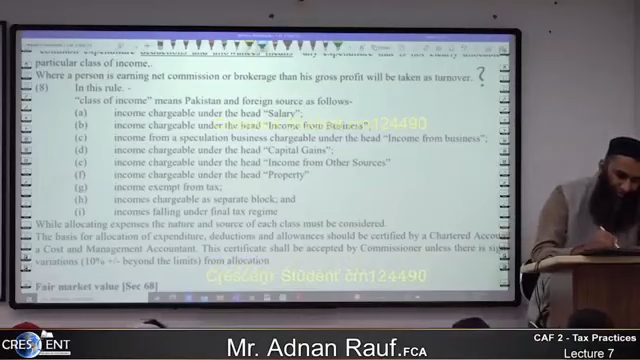 particular class of income,.
Where a person is earning net commission or brokerage than his gross profit will be taken as turnover. ?
(8) In this rule. -
"class of income" means Pakistan and foreign source as follows-
(a) income chargeable under the head "Salary";
(b) income chargeable under the head "Income from Business";
(c) income from a speculation business chargeable under the head "Income from business";
(d) income chargeable under the head "Capital Gains";
(e) income chargeable under the head "Income from Other Sources"
(f) income chargeable under the head "Property"
(g) income exempt from tax;
(h) incomes chargeable as separate block; and
(i) incomes falling under final tax regime
While allocating expenses the nature and source of each class must be considered.
The basis for allocation of expenditure, deductions and allowances should be certified by a Chartered
and a Cost and Management Accountant. This certificate shall be accepted by Commissioner unless there is
variations (10% +/- beyond the limits) from allocation
Crescent Student crn124490
Fair market value [Sec 68]
CRESCENT
Mr. Adnan Rauf.FCA
CAF 2 - Tax Practices
Lecture 7